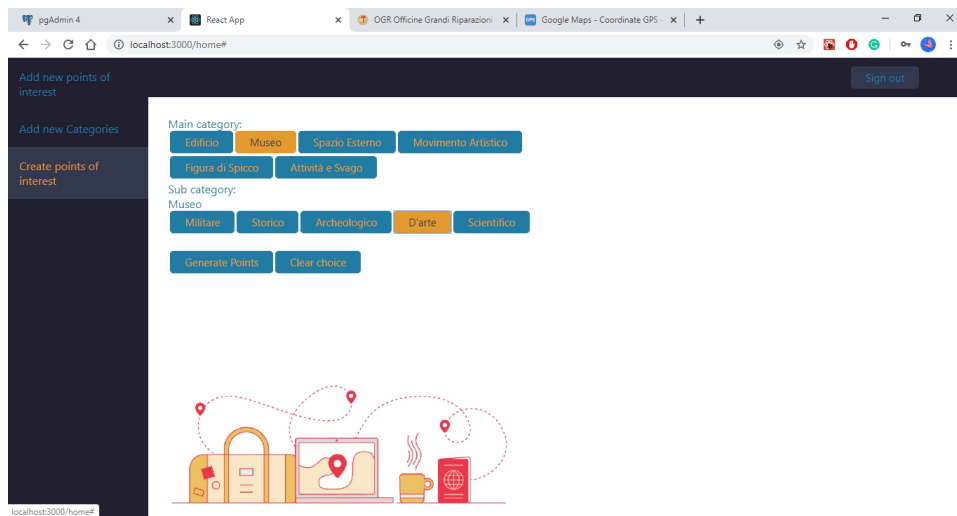 pgAdmin 4
React App
OGR Officine Grandi Riparazioni
Google Maps - Coordinate GPS -
localhost:3000/home#
Add new points of
interest
Sign out
Add new Categories
Create points of
interest
Main category:
Edificio Museo Spazio Esterno Movimento Artistico
Figura di Spicco Attività e Svago
Sub category:
Museo
Militare Storico Archeologico D'arte Scientifico
Generate Points Clear choice
localhost:3000/home#